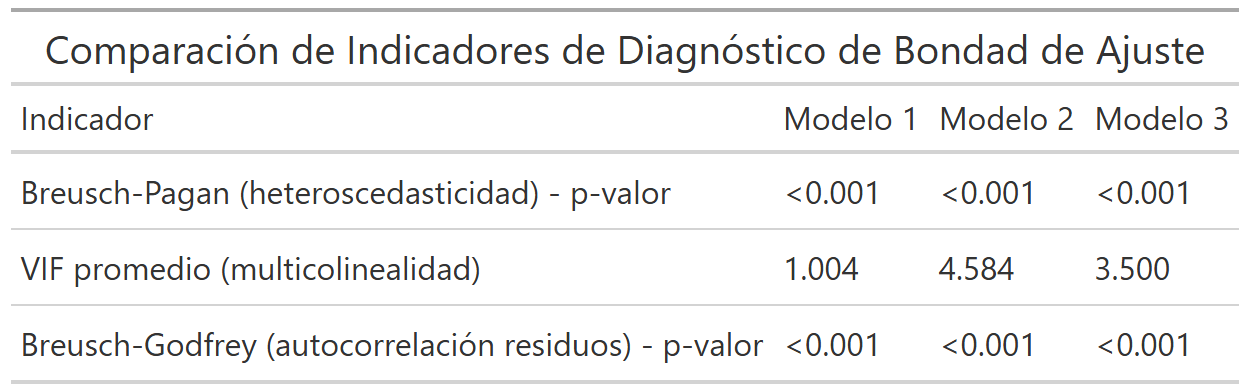 Comparación de Indicadores de Diagnóstico de Bondad de Ajuste
Indicador Modelo 1 Modelo 2 Modelo 3
Breusch-Pagan (heteroscedasticidad) - p-valor <0.001 <0.001 <0.001
VIF promedio (multicolinealidad) 1.004 4.584 3.500
Breusch-Godfrey (autocorrelación residuos) - p-valor <0.001 <0.001 <0.001